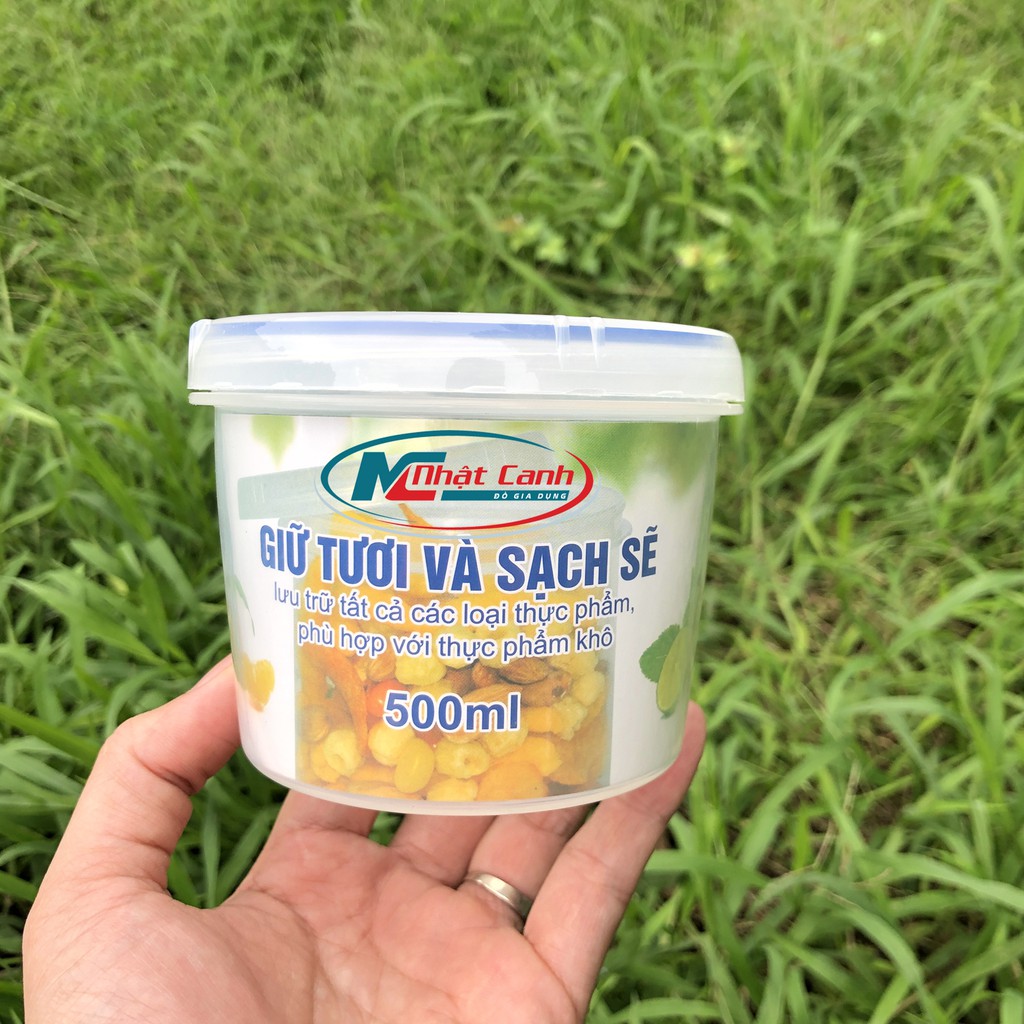 NC Nhật Canh
ĐỒ GIA DỤNG
GIỮ TƯƠI VÀ SẠCH SẼ
lưu trữ tất cả các loại thực phẩm,
phù hợp với thực phẩm khô
500ml